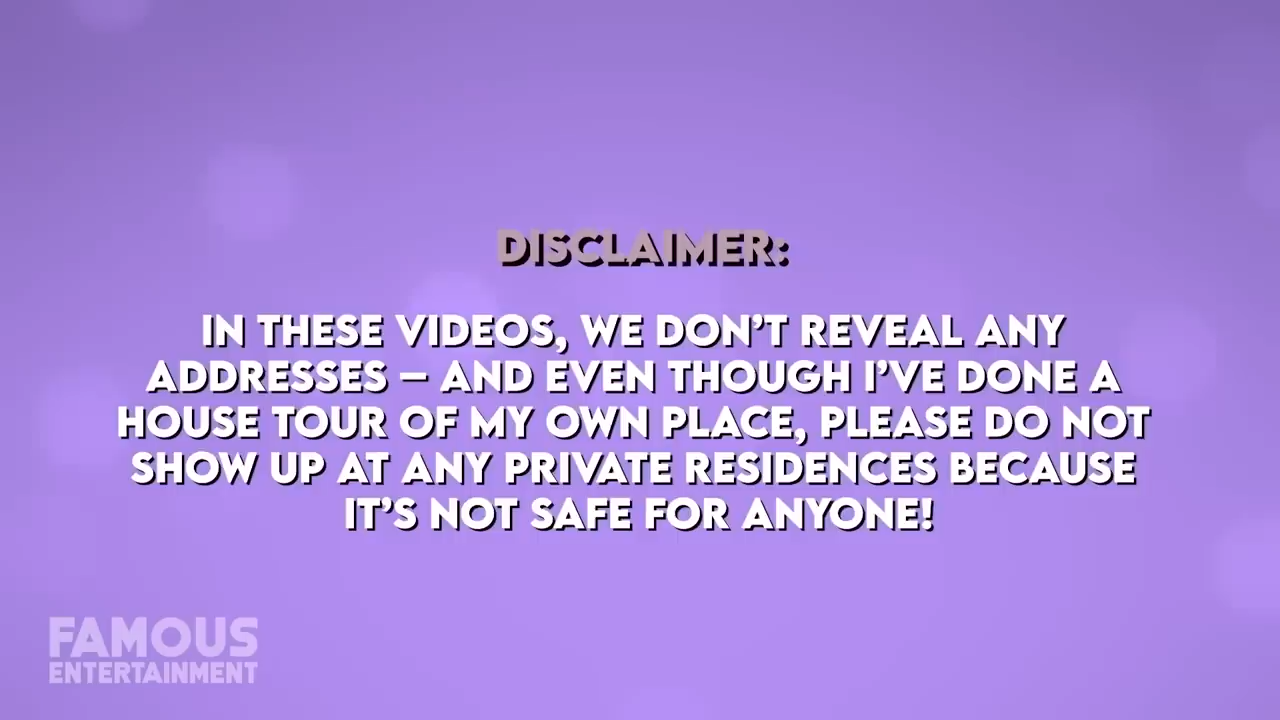 DISCLAIMER:
IN THESE VIDEOS, WE DON'T REVEAL ANY
ADDRESSES – AND EVEN THOUGH I'VE DONE A
HOUSE TOUR OF MY OWN PLACE, PLEASE DO NOT
SHOW UP AT ANY PRIVATE RESIDENCES BECAUSE
IT'S NOT SAFE FOR ANYONE!
FAMOUS
ENTERTAINMENT